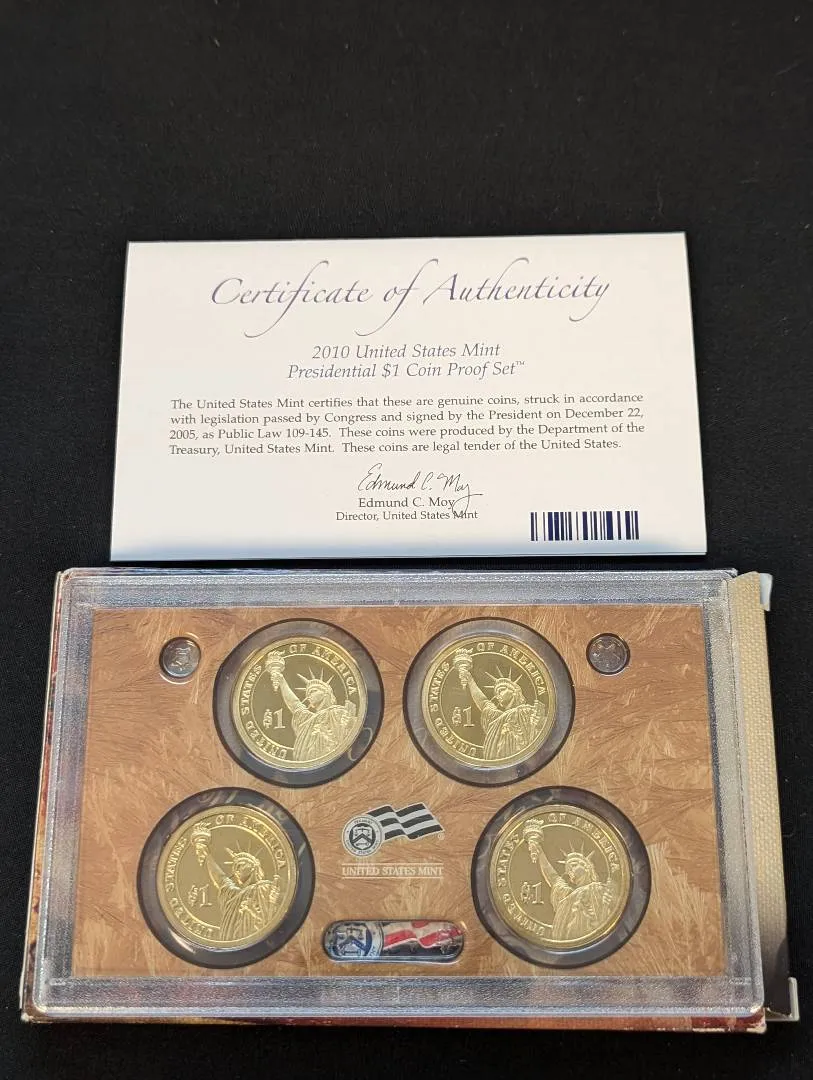 Certificate of Authenticity
2010 United States Mint
Presidential $1 Coin Proof Set™
The United States Mint certifies that these are genuine coins, struck in accordance
with legislation passed by Congress and signed by the President on December 22,
2005, as Public Law 109-145. These coins were produced by the Department of the
Treasury, United States Mint. These coins are legal tender of the United States.
Edmund C. Moy
Edmund C. Moy
Director, United States Mint
UNITED STATES OF AMERICA
$1
UNITED STATES OF AMERICA
$1
UNITED STATES OF AMERICA
$1
UNITED STATES MINT
UNITED STATES OF AMERICA
$1